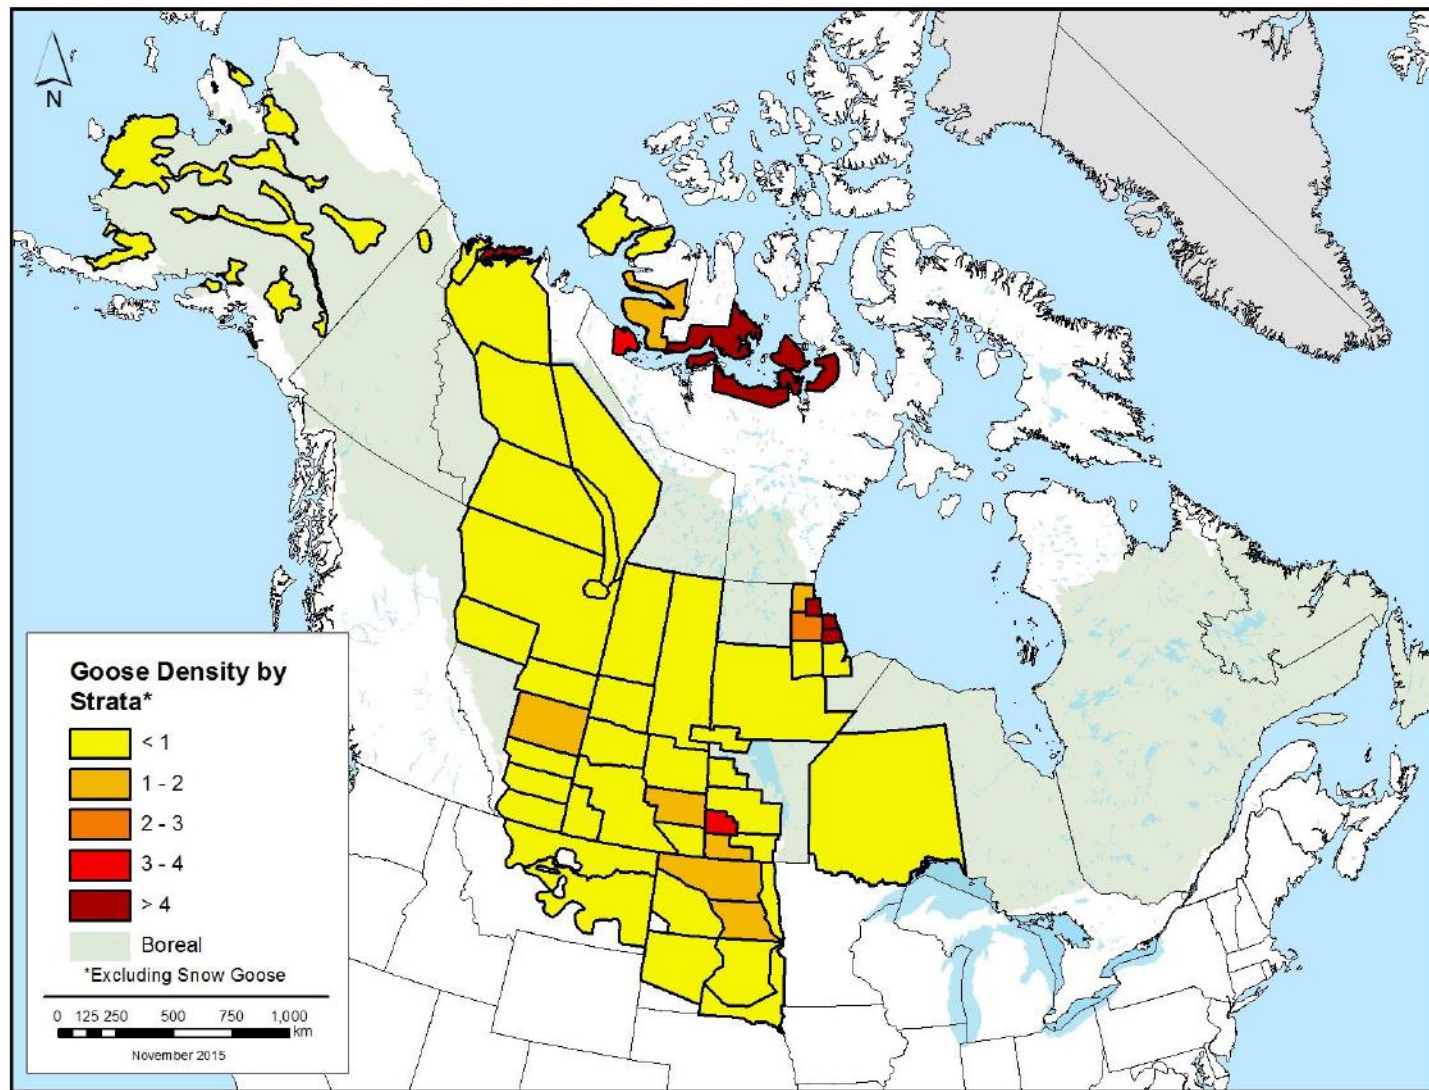 N
Goose Density by
Strata*
< 1
1 - 2
2 - 3
3 - 4
> 4
Boreal
*Excluding Snow Goose
0 125 250 500 750 1,000
km
November 2015